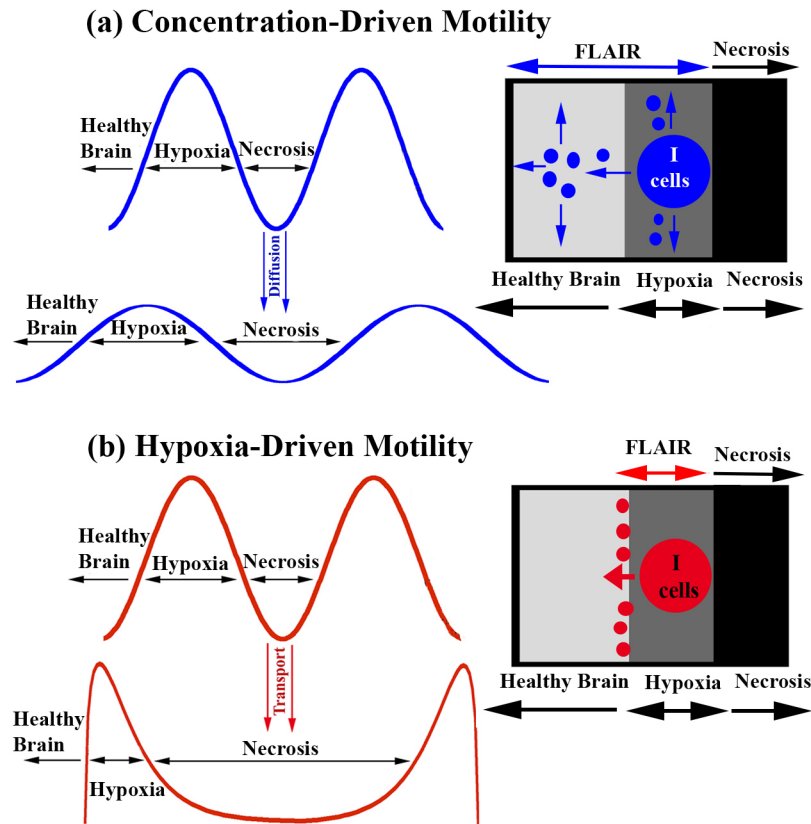 (a) Concentration-Driven Motility
FLAIR
Necrosis
Healthy
Brain
Hypoxia
Necrosis
I
cells
Diffusion
Healthy Brain
Hypoxia
Necrosis
Healthy
Brain
Hypoxia
Necrosis
(b) Hypoxia-Driven Motility
FLAIR
Necrosis
Healthy
Brain
Hypoxia
Necrosis
I
cells
Transport
Healthy Brain
Hypoxia
Necrosis
Healthy
Brain
Hypoxia
Necrosis